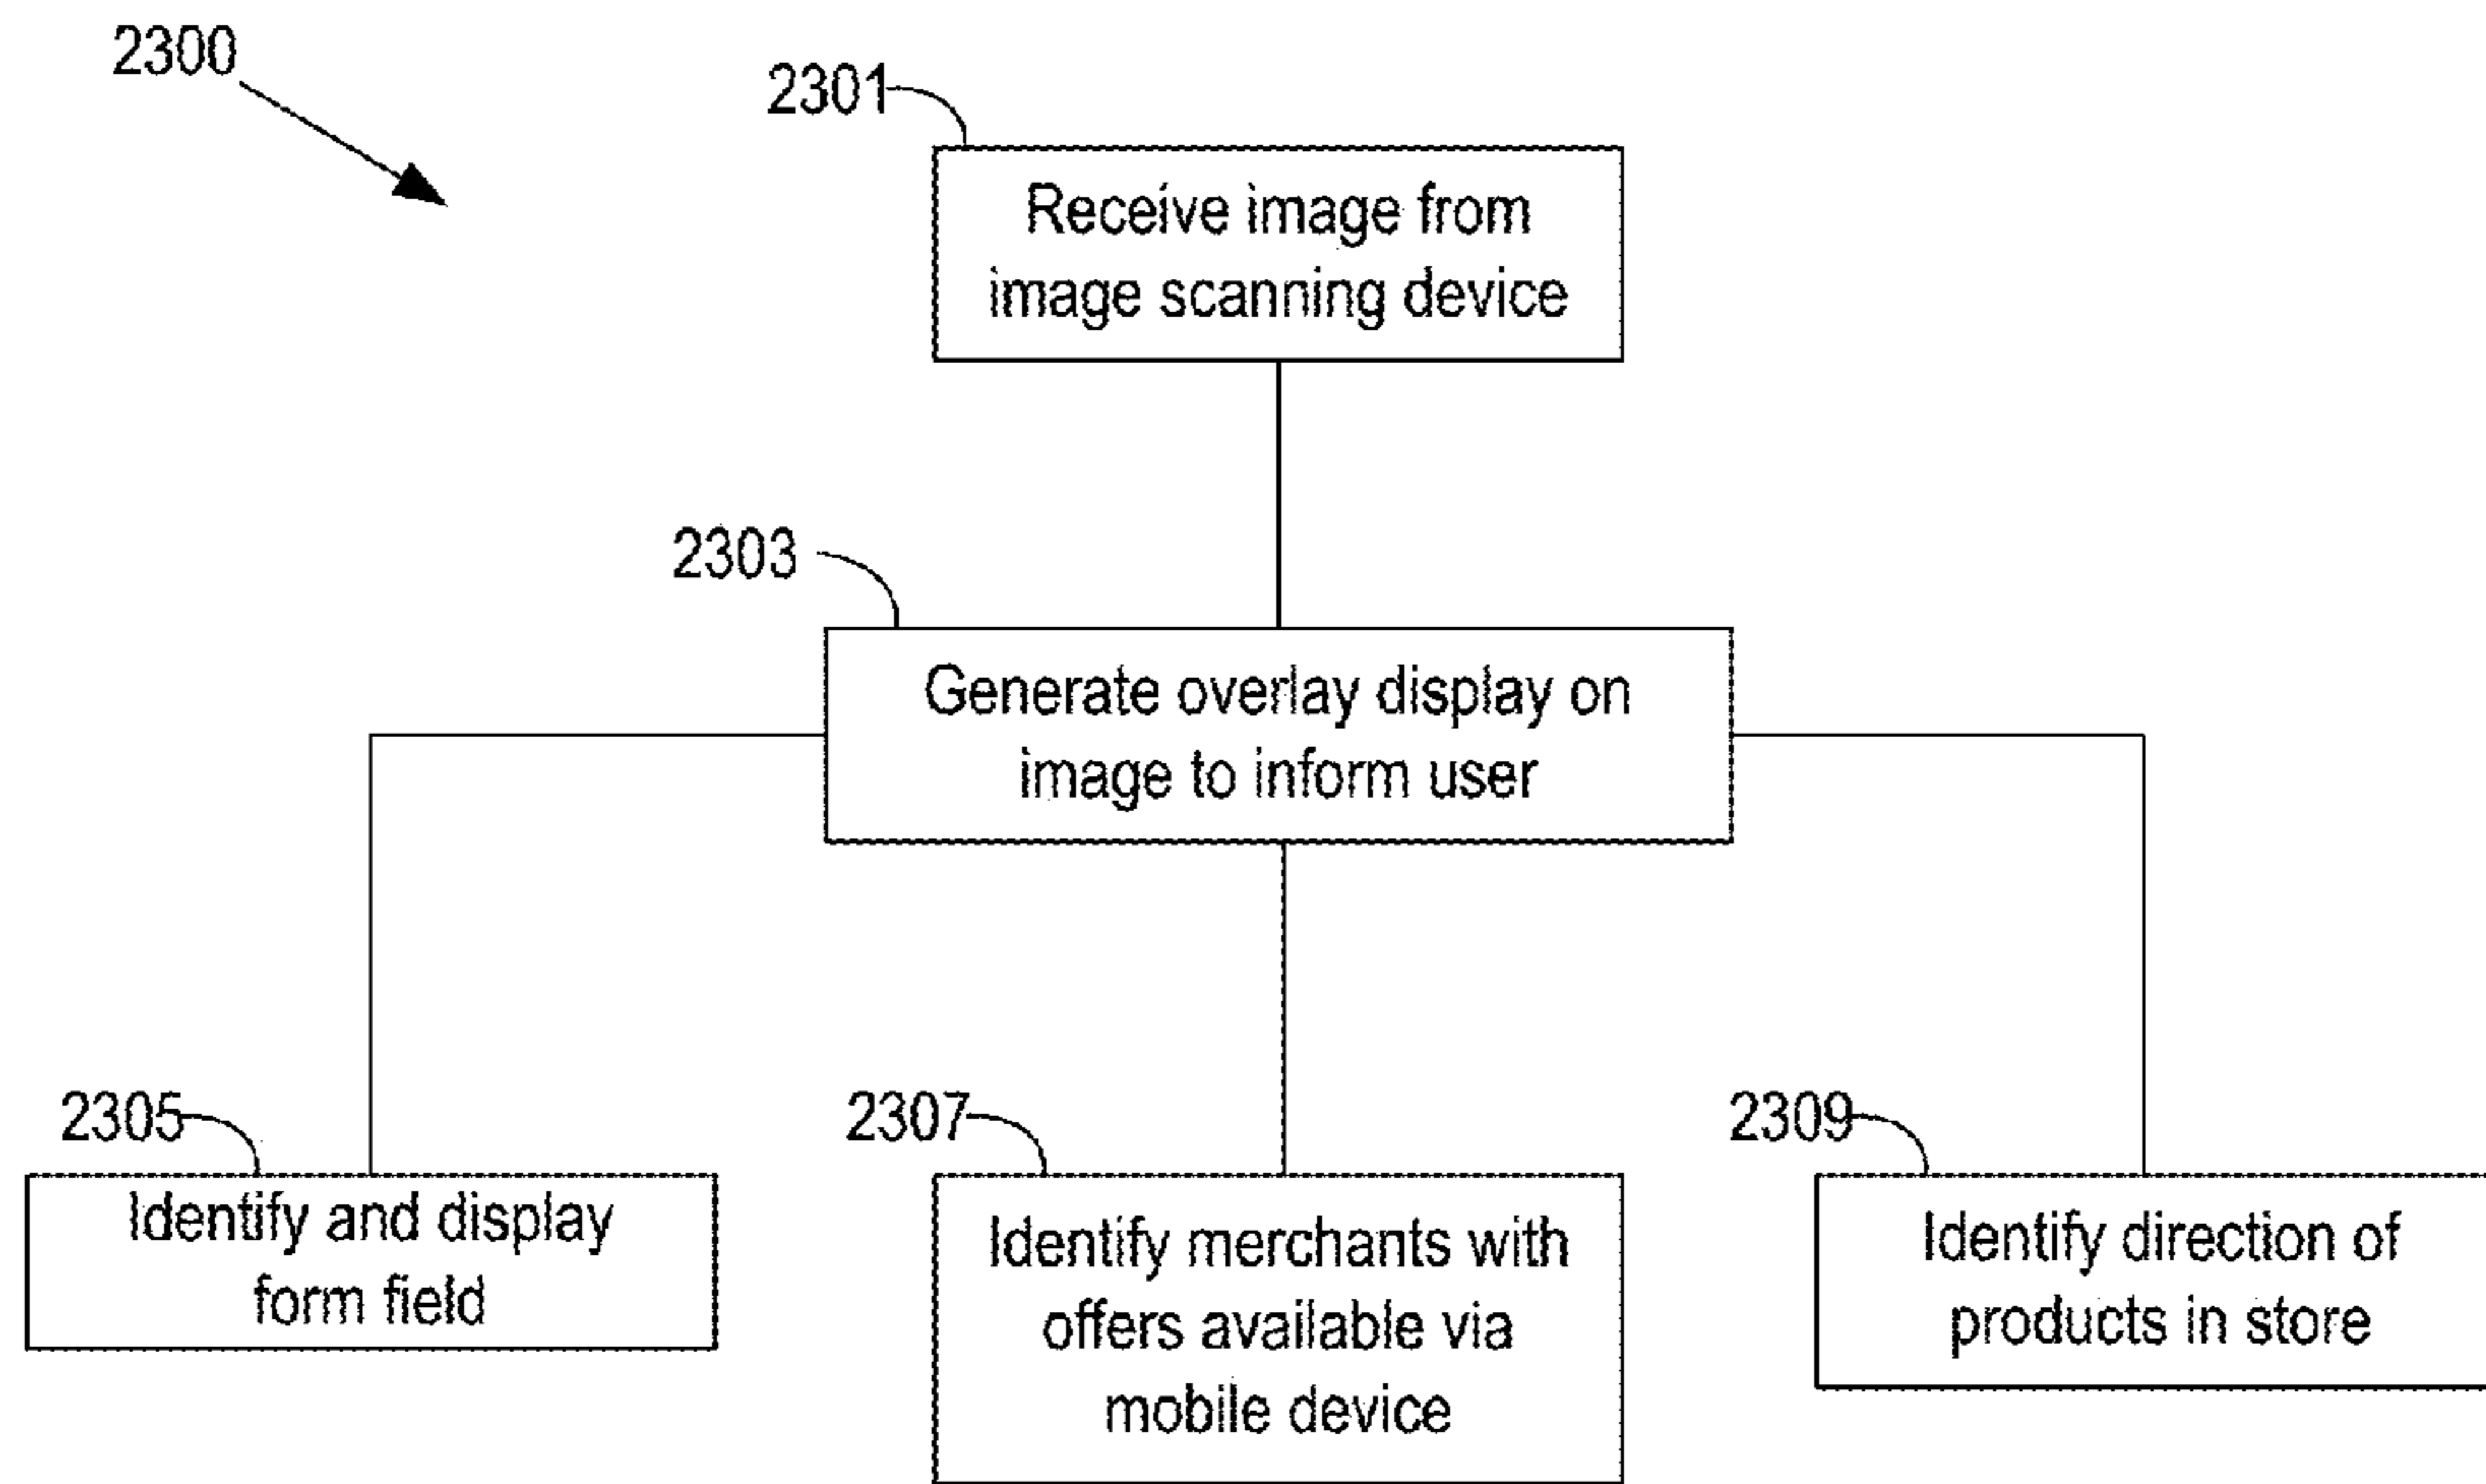 2300
2301
Receive image from
image scanning device
2303
Generate overlay display on
image to inform user
2305
Identify and display
form field
2307
Identify merchants with
offers available via
mobile device
2309
Identify direction of
products in store